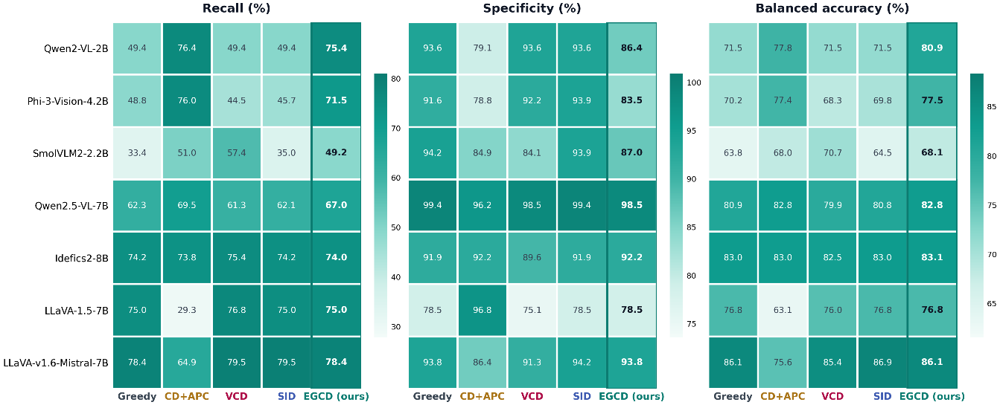 Recall (%) Specificity (%) Balanced accuracy (%)
Qwen2-VL-2B 49.4 76.4 49.4 49.4 75.4 93.6 79.1 93.6 93.6 86.4 71.5 77.8 71.5 71.5 80.9
Phi-3-Vision-4.2B 48.8 76.0 44.5 45.7 71.5 91.6 78.8 92.2 93.9 83.5 70.2 77.4 68.3 69.8 77.5
SmolVLM2-2.2B 33.4 51.0 57.4 35.0 49.2 94.2 84.9 84.1 93.9 87.0 63.8 68.0 70.7 64.5 68.1
Qwen2.5-VL-7B 62.3 69.5 61.3 62.1 67.0 99.4 96.2 98.5 99.4 98.5 80.9 82.8 79.9 80.8 82.8
Idefics2-8B 74.2 73.8 75.4 74.2 74.0 91.9 92.2 89.6 91.9 92.2 83.0 83.0 82.5 83.0 83.1
LLaVA-1.5-7B 75.0 29.3 76.8 75.0 75.0 78.5 96.8 75.1 78.5 78.5 76.8 63.1 76.0 76.8 76.8
LLaVA-v1.6-Mistral-7B 78.4 64.9 79.5 79.5 78.4 93.8 86.4 91.3 94.2 93.8 86.1 75.6 85.4 86.9 86.1
Greedy CD+APC VCD SID EGCD (ours) Greedy CD+APC VCD SID EGCD (ours) Greedy CD+APC VCD SID EGCD (ours)
80
70
60
50
40
30
100
95
90
85
80
75
85
80
75
70
65